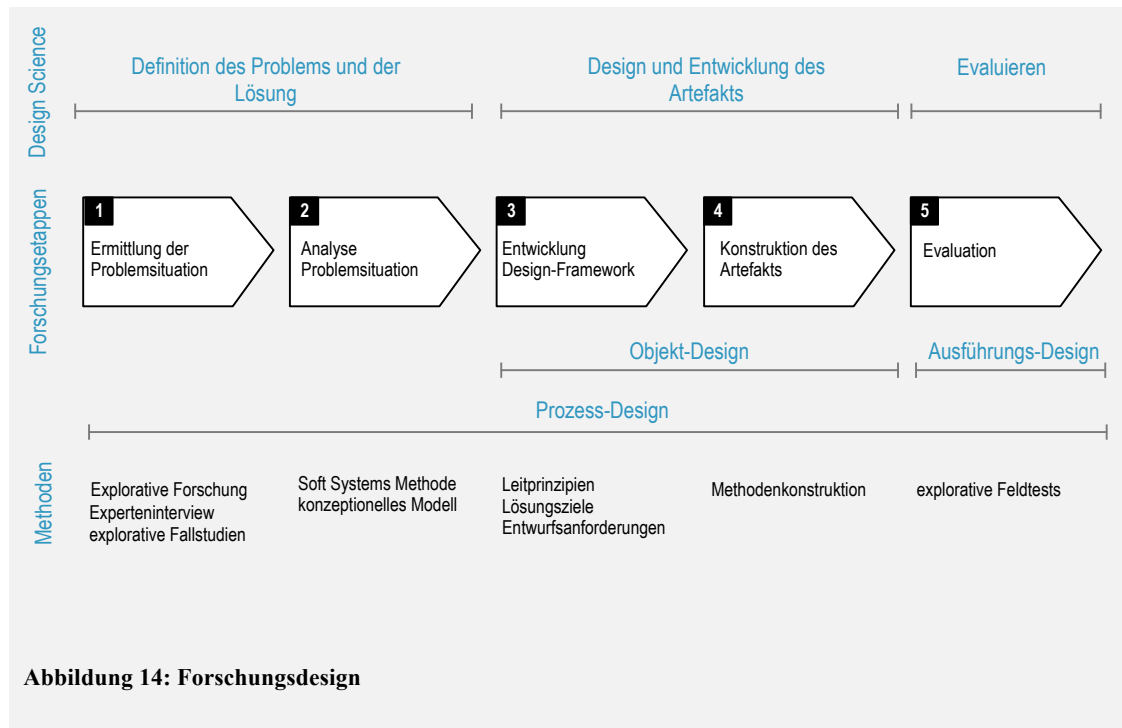 Design Science
Definition des Problems und der
Lösung
Design und Entwicklung des
Artefakts
Evaluieren
Forschungsetappen
1
Ermittlung der
Problemsituation
2
Analyse
Problemsituation
3
Entwicklung
Design-Framework
4
Konstruktion des
Artefakts
5
Evaluation
Objekt-Design
Ausführungs-Design
Prozess-Design
Methoden
Explorative Forschung
Experteninterview
explorative Fallstudien
Soft Systems Methode
konzeptionelles Modell
Leitprinzipien
Lösungsziele
Entwurfsanforderungen
Methodenkonstruktion
explorative Feldtests
Abbildung 14: Forschungsdesign